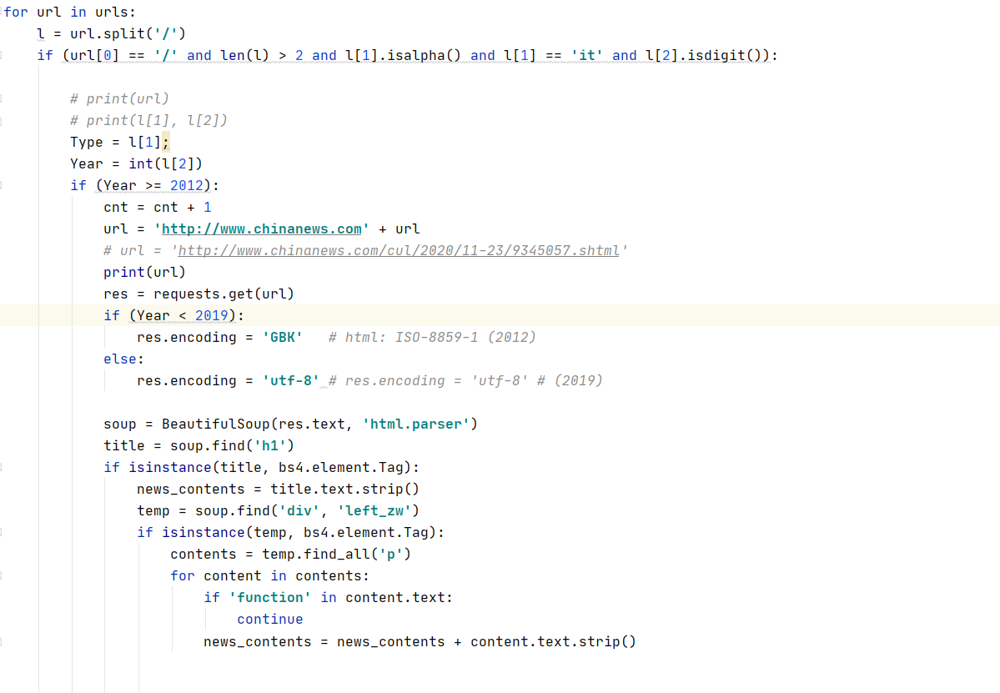 for url in urls:
    l = url.split('/')
    if (url[0] == '/' and len(l) > 2 and l[1].isalpha() and l[1] == 'it' and l[2].isdigit()):
        # print(url)
        # print(l[1], l[2])
        Type = l[1];
        Year = int(l[2])
        if (Year >= 2012):
            cnt = cnt + 1
            url = 'http://www.chinanews.com' + url
            # url = 'http://www.chinanews.com/cul/2020/11-23/9345057.shtml'
            print(url)
            res = requests.get(url)
            if (Year < 2019):
                res.encoding = 'GBK'   # html: ISO-8859-1 (2012)
            else:
                res.encoding = 'utf-8' # res.encoding = 'utf-8' # (2019)
            soup = BeautifulSoup(res.text, 'html.parser')
            title = soup.find('h1')
            if isinstance(title, bs4.element.Tag):
                news_contents = title.text.strip()
                temp = soup.find('div', 'left_zw')
                if isinstance(temp, bs4.element.Tag):
                    contents = temp.find_all('p')
                    for content in contents:
                        if 'function' in content.text:
                            continue
                        news_contents = news_contents + content.text.strip()